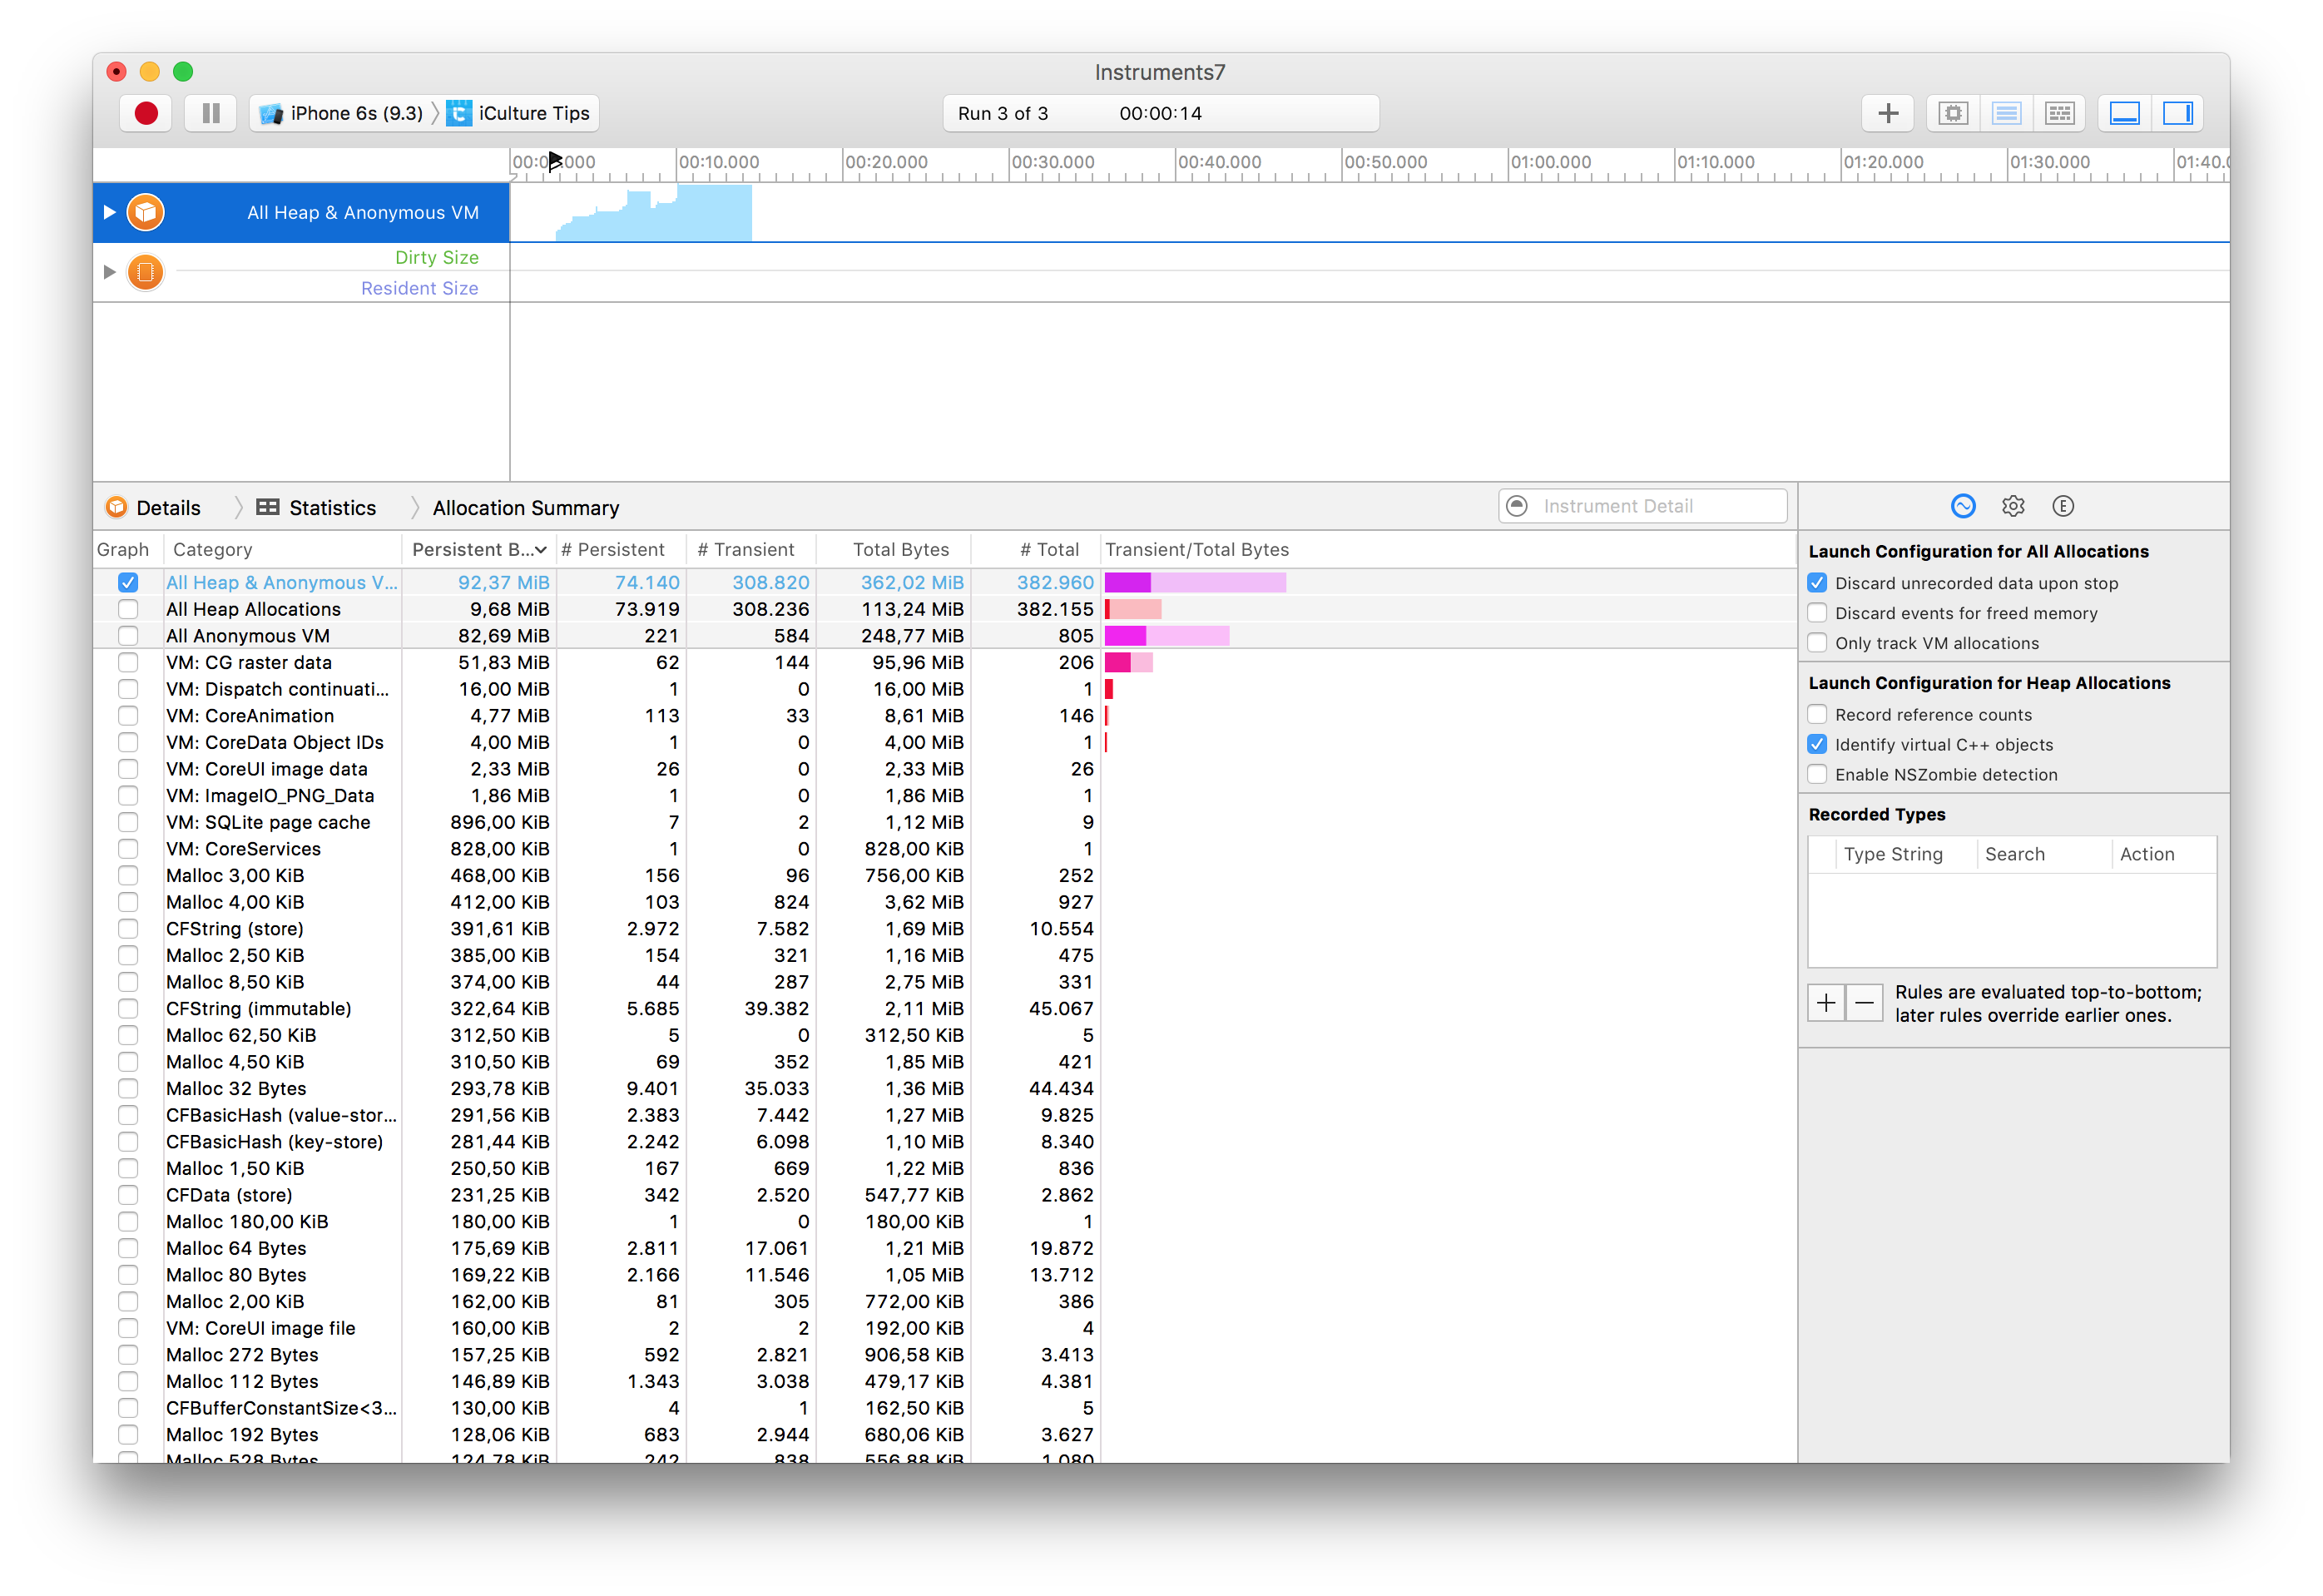 Instruments7
iPhone 6s (9.3) iCulture Tips Run 3 of 3 00:00:14
00:10.000 00:20.000 00:30.000 00:40.000 00:50.000 01:00.000 01:10.000 01:20.000 01:30.000
All Heap & Anonymous VM
Dirty Size
Resident Size
Details Statistics Allocation Summary Instrument Detail
Graph Category Persistent B... # Persistent # Transient Total Bytes # Total Transient/Total Bytes
All Heap & Anonymous V... 92,37 MiB 74.140 308.820 362,02 MiB 382.960
All Heap Allocations 9,68 MiB 73.919 308.236 113,24 MiB 382.155
All Anonymous VM 82,69 MiB 221 584 248,77 MiB 805
VM: CG raster data 51,83 MiB 62 144 95,96 MiB 206
VM: Dispatch continuati... 16,00 MiB 1 0 16,00 MiB 1
VM: CoreAnimation 4,77 MiB 113 33 8,61 MiB 146
VM: CoreData Object IDs 4,00 MiB 1 0 4,00 MiB 1
VM: CoreUI image data 2,33 MiB 26 0 2,33 MiB 26
VM: ImageIO_PNG_Data 1,86 MiB 1 0 1,86 MiB 1
VM: SQLite page cache 896,00 KiB 7 2 1,12 MiB 9
VM: CoreServices 828,00 KiB 1 0 828,00 KiB 1
Malloc 3,00 KiB 468,00 KiB 156 96 756,00 KiB 252
Malloc 4,00 KiB 412,00 KiB 103 824 3,62 MiB 927
CFString (store) 391,61 KiB 2.972 7.582 1,69 MiB 10.554
Malloc 2,50 KiB 385,00 KiB 154 321 1,16 MiB 475
Malloc 8,50 KiB 374,00 KiB 44 287 2,75 MiB 331
CFString (immutable) 322,64 KiB 5.685 39.382 2,11 MiB 45.067
Malloc 62,50 KiB 312,50 KiB 5 0 312,50 KiB 5
Malloc 4,50 KiB 310,50 KiB 69 352 1,85 MiB 421
Malloc 32 Bytes 293,78 KiB 9.401 35.033 1,36 MiB 44.434
CFBasicHash (value-stor... 291,56 KiB 2.383 7.442 1,27 MiB 9.825
CFBasicHash (key-store) 281,44 KiB 2.242 6.098 1,10 MiB 8.340
Malloc 1,50 KiB 250,50 KiB 167 669 1,22 MiB 836
CFData (store) 231,25 KiB 342 2.520 547,77 KiB 2.862
Malloc 180,00 KiB 180,00 KiB 1 0 180,00 KiB 1
Malloc 64 Bytes 175,69 KiB 2.811 17.061 1,21 MiB 19.872
Malloc 80 Bytes 169,22 KiB 2.166 11.546 1,05 MiB 13.712
Malloc 2,00 KiB 162,00 KiB 81 305 772,00 KiB 386
VM: CoreUI image file 160,00 KiB 2 2 192,00 KiB 4
Malloc 272 Bytes 157,25 KiB 592 2.821 906,58 KiB 3.413
Malloc 112 Bytes 146,89 KiB 1.343 3.038 479,17 KiB 4.381
CFBufferConstantSize<3... 130,00 KiB 4 1 162,50 KiB 5
Malloc 192 Bytes 128,06 KiB 683 2.944 680,06 KiB 3.627
Malloc 528 Bytes 124,78 KiB 242 838 556,88 KiB 1.080
E
Launch Configuration for All Allocations
Discard unrecorded data upon stop
Discard events for freed memory
Only track VM allocations
Launch Configuration for Heap Allocations
Record reference counts
Identify virtual C++ objects
Enable NSZombie detection
Recorded Types
Type String Search Action
Rules are evaluated top-to-bottom;
later rules override earlier ones.